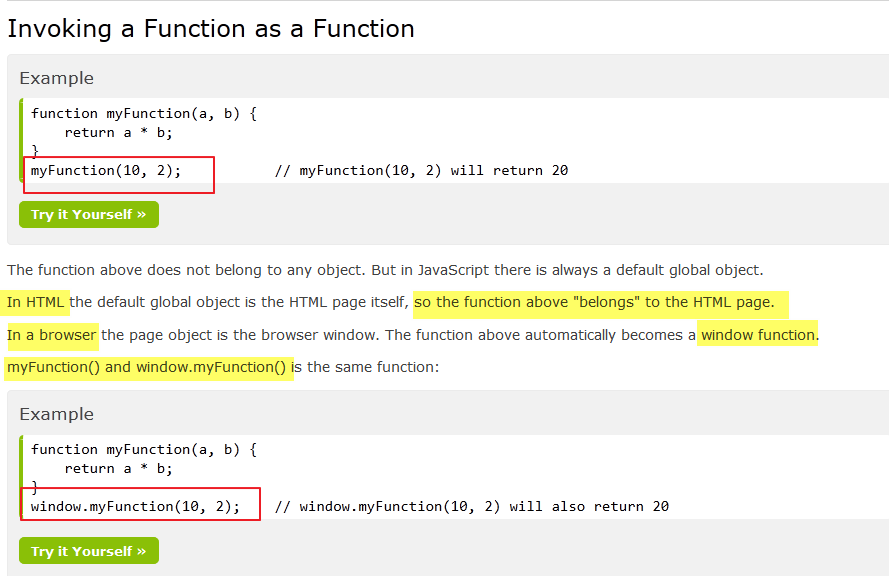 Invoking a Function as a Function
Example
function myFunction(a, b) {
    return a * b;
}
myFunction(10, 2);           // myFunction(10, 2) will return 20
Try it Yourself »
The function above does not belong to any object. But in JavaScript there is always a default global object.
In HTML the default global object is the HTML page itself, so the function above "belongs" to the HTML page.
In a browser the page object is the browser window. The function above automatically becomes a window function.
myFunction() and window.myFunction() is the same function:
Example
function myFunction(a, b) {
    return a * b;
}
window.myFunction(10, 2);    // window.myFunction(10, 2) will also return 20
Try it Yourself »